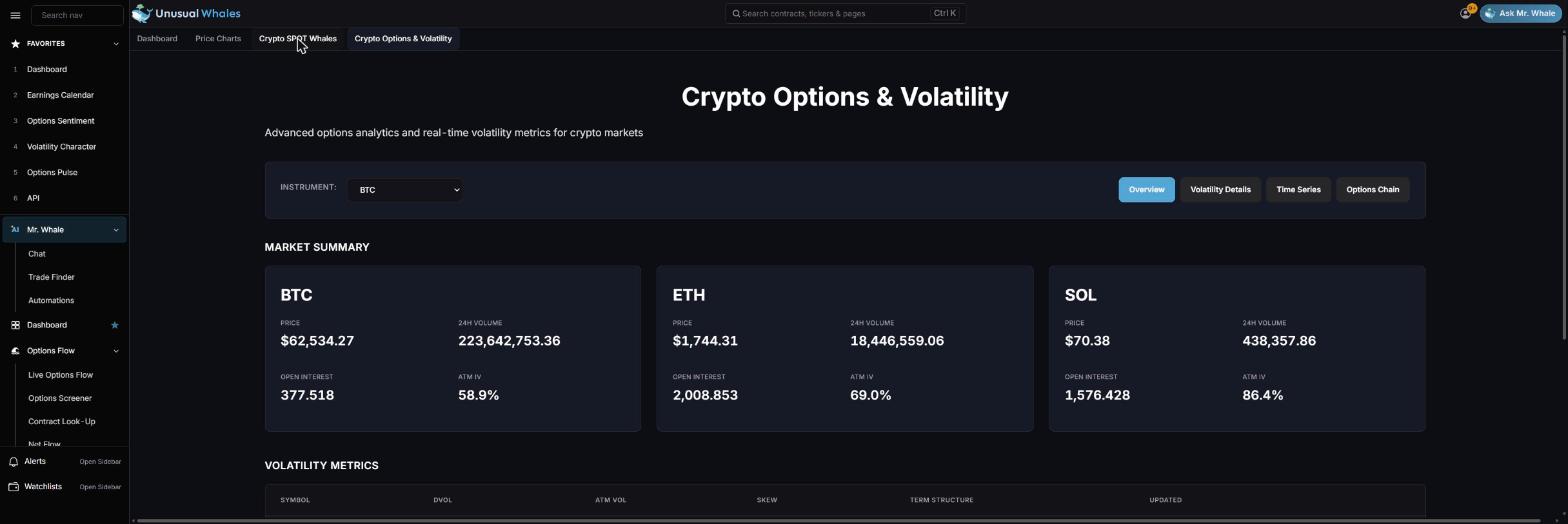 Search nav
Unusual Whales
Search contracts, tickers & pages
Ctrl K
9+
Ask Mr. Whale
Dashboard
Price Charts
Crypto SPOT Whales
Crypto Options & Volatility
FAVORITES
1 Dashboard
2 Earnings Calendar
3 Options Sentiment
4 Volatility Character
5 Options Pulse
6 API
AI Mr. Whale
Chat
Trade Finder
Automations
Dashboard
Options Flow
Live Options Flow
Options Screener
Contract Look-Up
Net Flow
Alerts Open Sidebar
Watchlists Open Sidebar
Crypto Options & Volatility
Advanced options analytics and real-time volatility metrics for crypto markets
INSTRUMENT: BTC
Overview
Volatility Details
Time Series
Options Chain
MARKET SUMMARY
BTC
PRICE 24H VOLUME
$62,534.27 223,642,753.36
OPEN INTEREST ATM IV
377.518 58.9%
ETH
PRICE 24H VOLUME
$1,744.31 18,446,559.06
OPEN INTEREST ATM IV
2,008.853 69.0%
SOL
PRICE 24H VOLUME
$70.38 438,357.86
OPEN INTEREST ATM IV
1,576.428 86.4%
VOLATILITY METRICS
SYMBOL DVOL ATM VOL SKEW TERM STRUCTURE UPDATED